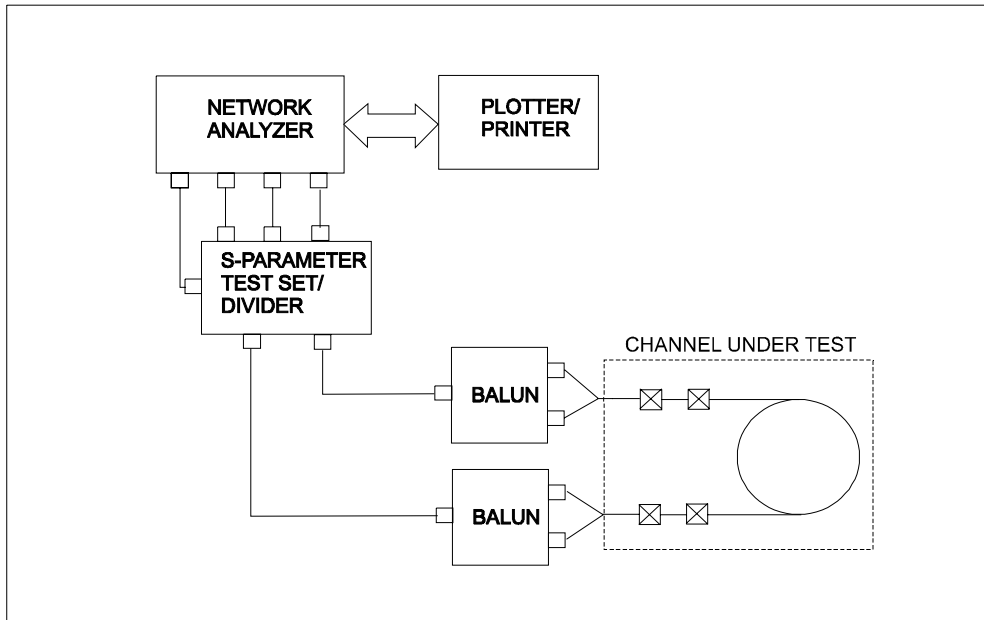 NETWORK
ANALYZER
PLOTTER/
PRINTER
S-PARAMETER
TEST SET/
DIVIDER
CHANNEL UNDER TEST
BALUN
BALUN